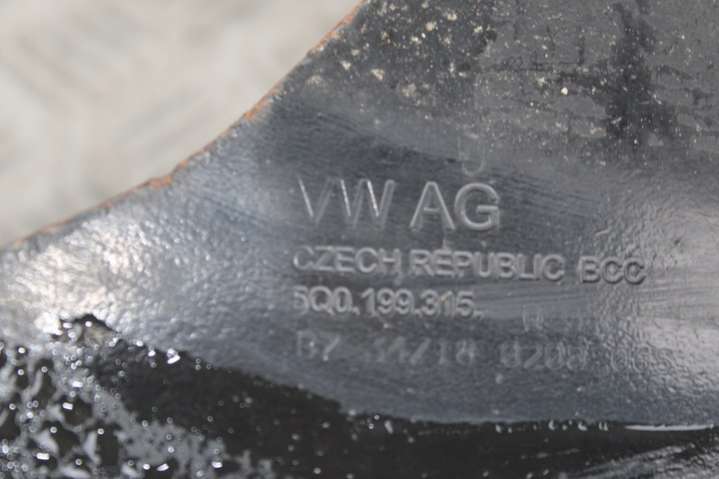 VW AG
CZECH REPUBLIC BCC
5Q0.199.315.